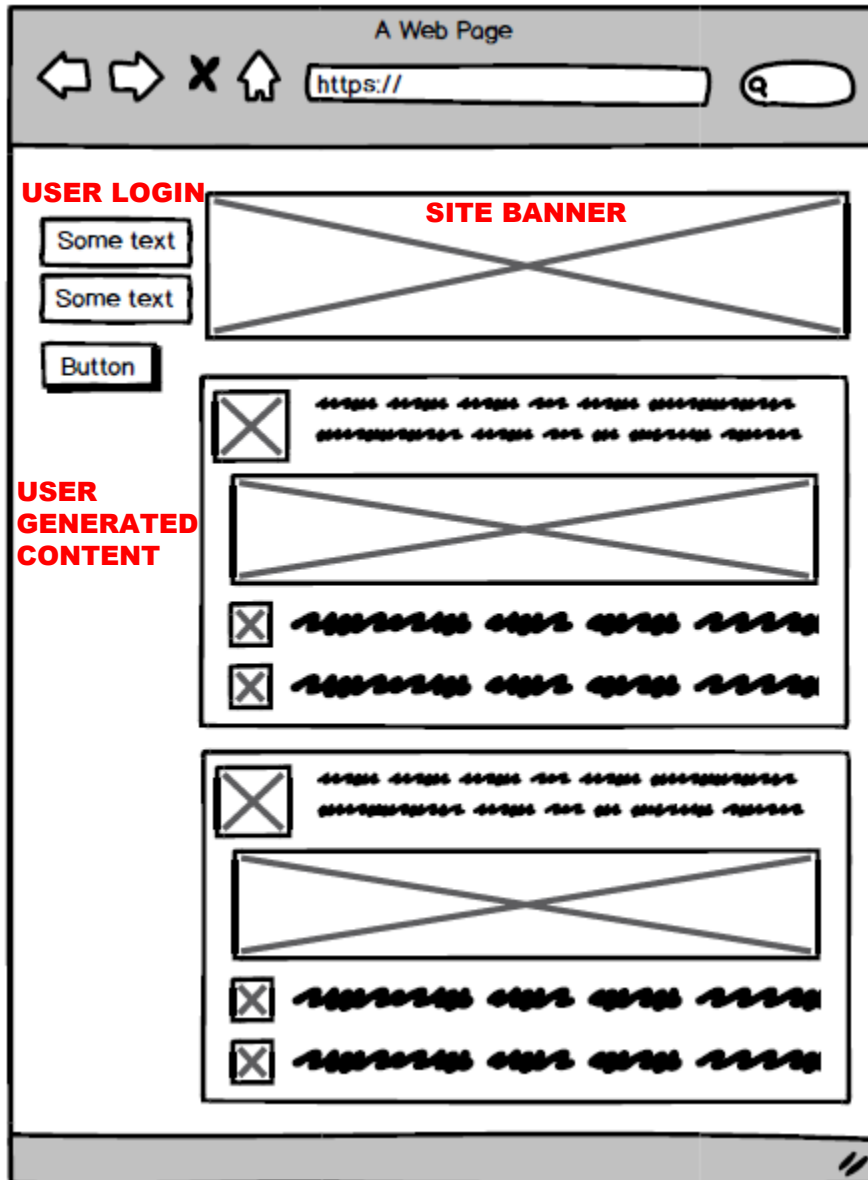 A Web Page
https://
USER LOGIN
SITE BANNER
Some text
Some text
Button
USER
GENERATED
CONTENT